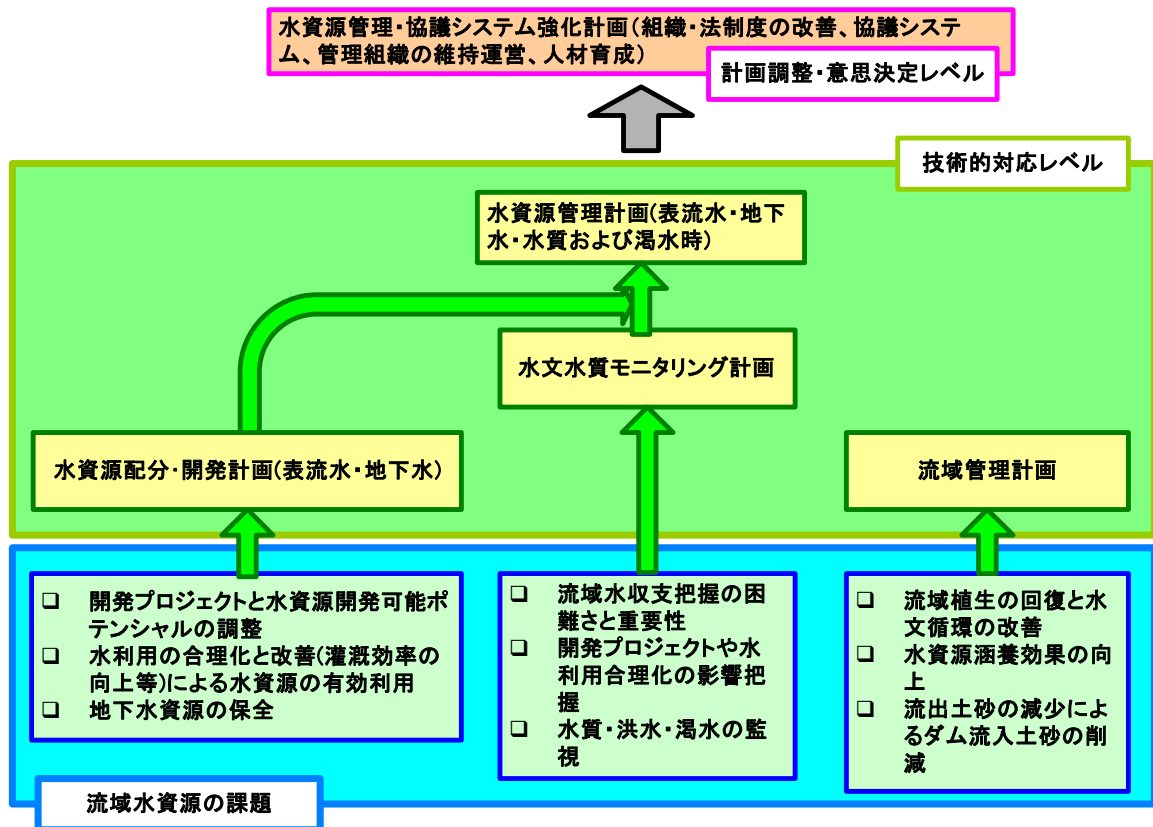 水資源管理・協議システム強化計画（組織・法制度の改善、協議システ
ム、管理組織の維持運営、人材育成）
計画調整・意思決定レベル
技術的対応レベル
水資源管理計画(表流水・地下
水・水質および渇水時）
水文水質モニタリング計画
水資源配分・開発計画(表流水・地下水）
流域管理計画
❑ 開発プロジェクトと水資源開発可能ポ
テンシャルの調整
❑ 水利用の合理化と改善(灌漑効率の
向上等)による水資源の有効利用
❑ 地下水資源の保全
❑ 流域水収支把握の困
難さと重要性
❑ 開発プロジェクトや水
利用合理化の影響把
握
❑ 水質・洪水・渇水の監
視
❑ 流域植生の回復と水
文循環の改善
❑ 水資源涵養効果の向
上
❑ 流出土砂の減少によ
るダム流入土砂の削
減
流域水資源の課題